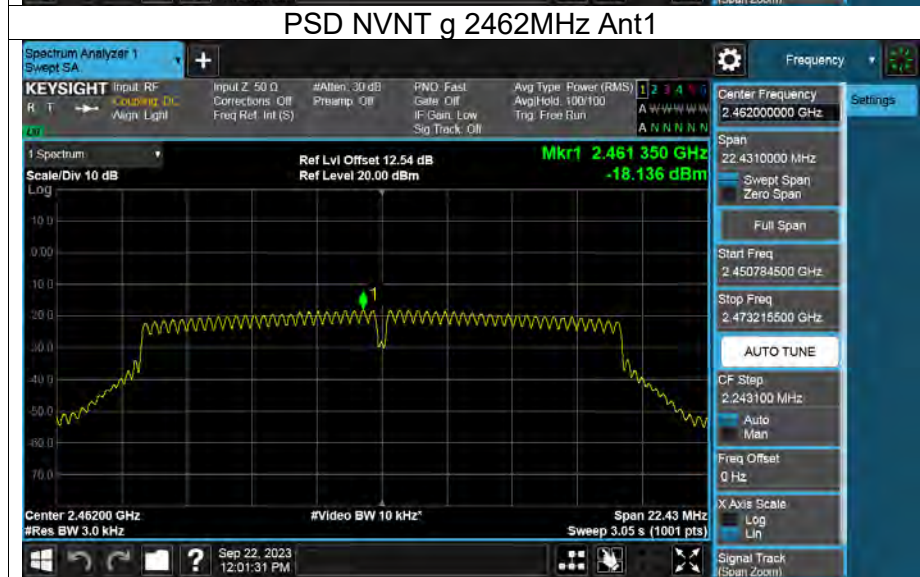 (Span Zoom)
PSD NVNT g 2462MHz Ant1
Spectrum Analyzer 1
Swept SA
+
Frequency
KEYSIGHT Input: RF
R T
Coupling: DC
Align: Light
Input Z: 50 Ω
Corrections: Off
Freq Ref: Int (S)
#Atten: 30 dB
Preamp: Off
PNO: Fast
Gate: Off
IF Gain: Low
Sig Track: Off
Avg Type: Power (RMS)
Avg|Hold: 100/100
Trig: Free Run
1 2 3 4 5 6
A W W W W W
A N N N N N
Settings
Center Frequency
2.462000000 GHz
Span
22.4310000 MHz
Swept Span
Zero Span
Full Span
Start Freq
2.450784500 GHz
Stop Freq
2.473215500 GHz
AUTO TUNE
CF Step
2.243100 MHz
Auto
Man
Freq Offset
0 Hz
X Axis Scale
Log
Lin
Signal Track
(Span Zoom)
1 Spectrum
Scale/Div 10 dB
Ref Lvl Offset 12.54 dB
Ref Level 20.00 dBm
Mkr1 2.461 350 GHz
-18.136 dBm
Log
10.0
0.00
-10.0
-20.0
-30.0
-40.0
-50.0
-60.0
-70.0
1
Center 2.46200 GHz
#Res BW 3.0 kHz
#Video BW 10 kHz*
Span 22.43 MHz
Sweep 3.05 s (1001 pts)
?
Sep 22, 2023
12:01:31 PM